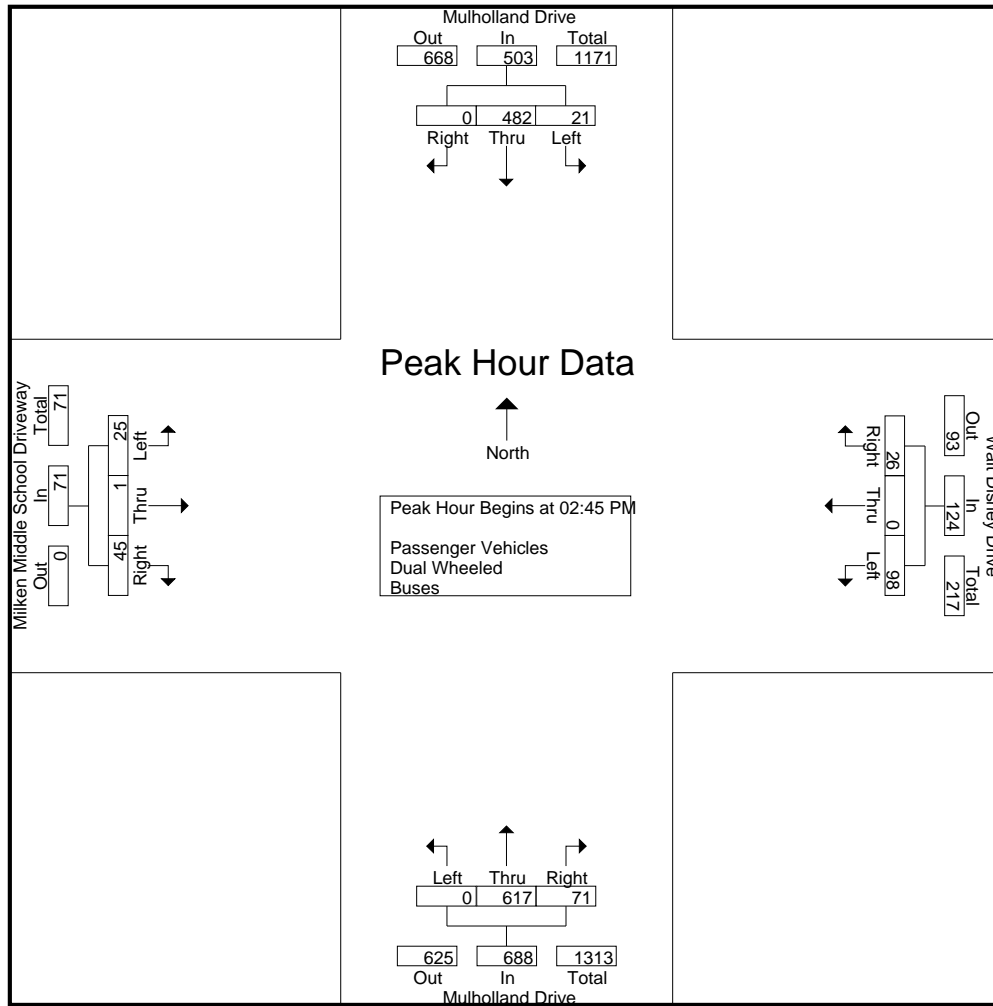 Mulholland Drive
Out In Total
668 503 1171
0 482 21
Right Thru Left
Peak Hour Data
North
Peak Hour Begins at 02:45 PM
Passenger Vehicles
Dual Wheeled
Buses
Milken Middle School Driveway
Out In Total
0 71 71
45 1 25
Right Thru Left
Walt Disney Drive
Out In Total
93 124 217
26 0 98
Right Thru Left
Left Thru Right
0 617 71
625 688 1313
Out In Total
Mulholland Drive